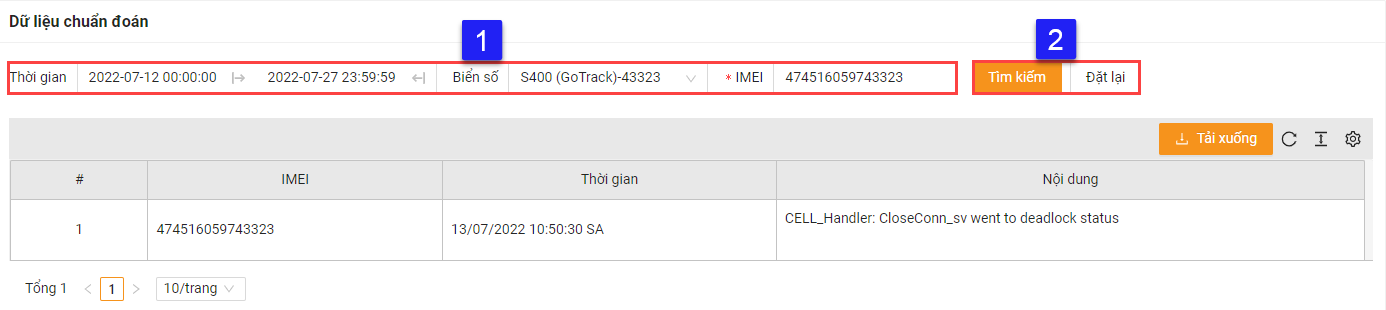 Dữ liệu chuẩn đoán
1
2
Thời gian 2022-07-12 00:00:00 2022-07-27 23:59:59 Biển số S400 (GoTrack)-43323 * IMEI 474516059743323 Tìm kiếm Đặt lại
Tải xuống
# IMEI Thời gian Nội dung
1 474516059743323 13/07/2022 10:50:30 SA CELL_Handler: CloseConn_sv went to deadlock status
Tổng 1 < 1 > 10/trang